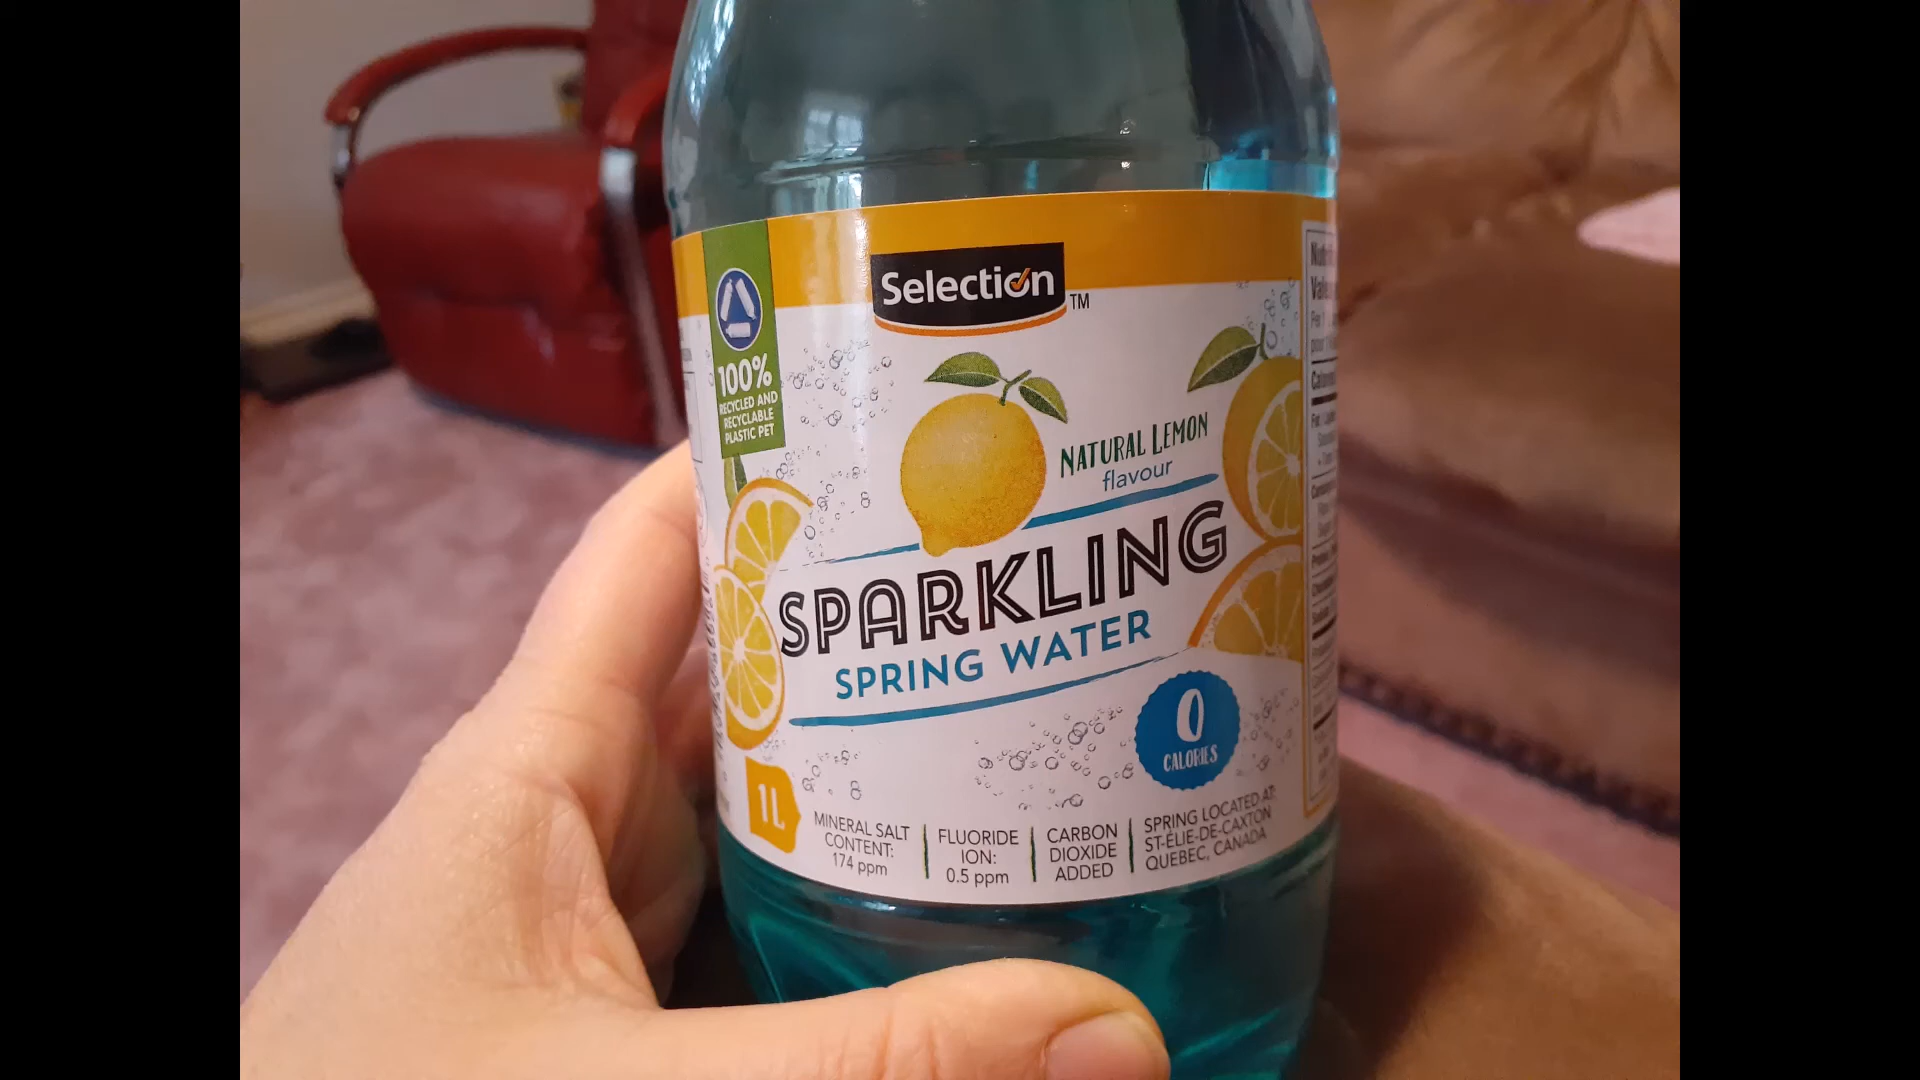 Selection
TM
100%
RECYCLED AND
RECYCLABLE
PLASTIC PET
NATURAL LEMON
flavour
SPARKLING
SPRING WATER
0
CALORIES
1L
MINERAL SALT
CONTENT:
174 ppm
FLUORIDE
ION:
0.5 ppm
CARBON
DIOXIDE
ADDED
SPRING LOCATED AT:
ST-ÉLIE-DE-CAXTON
QUEBEC, CANADA